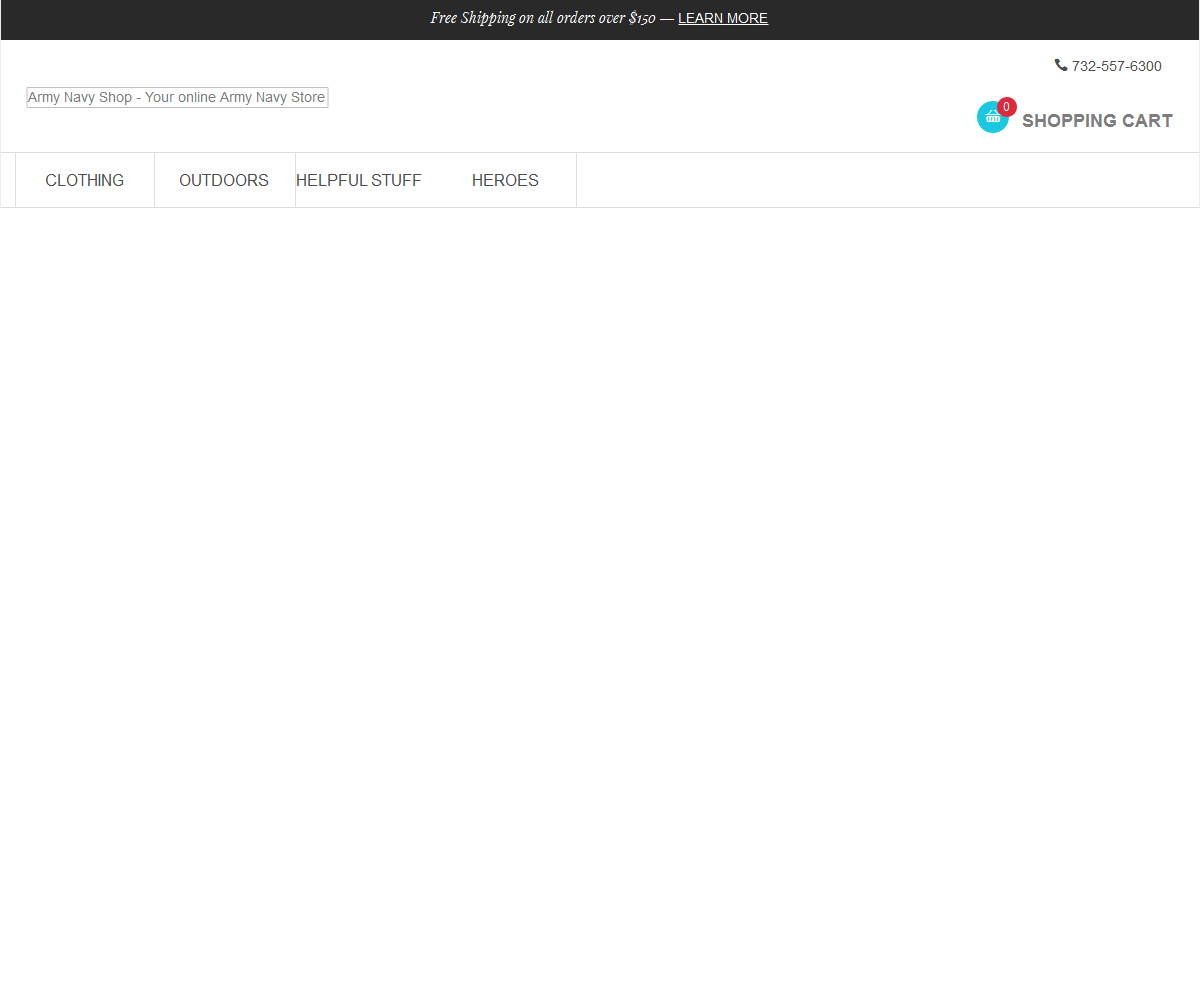 Free Shipping on all orders over $150 — LEARN MORE
732-557-6300
Army Navy Shop - Your online Army Navy Store
0
SHOPPING CART
CLOTHING OUTDOORS HELPFUL STUFF HEROES